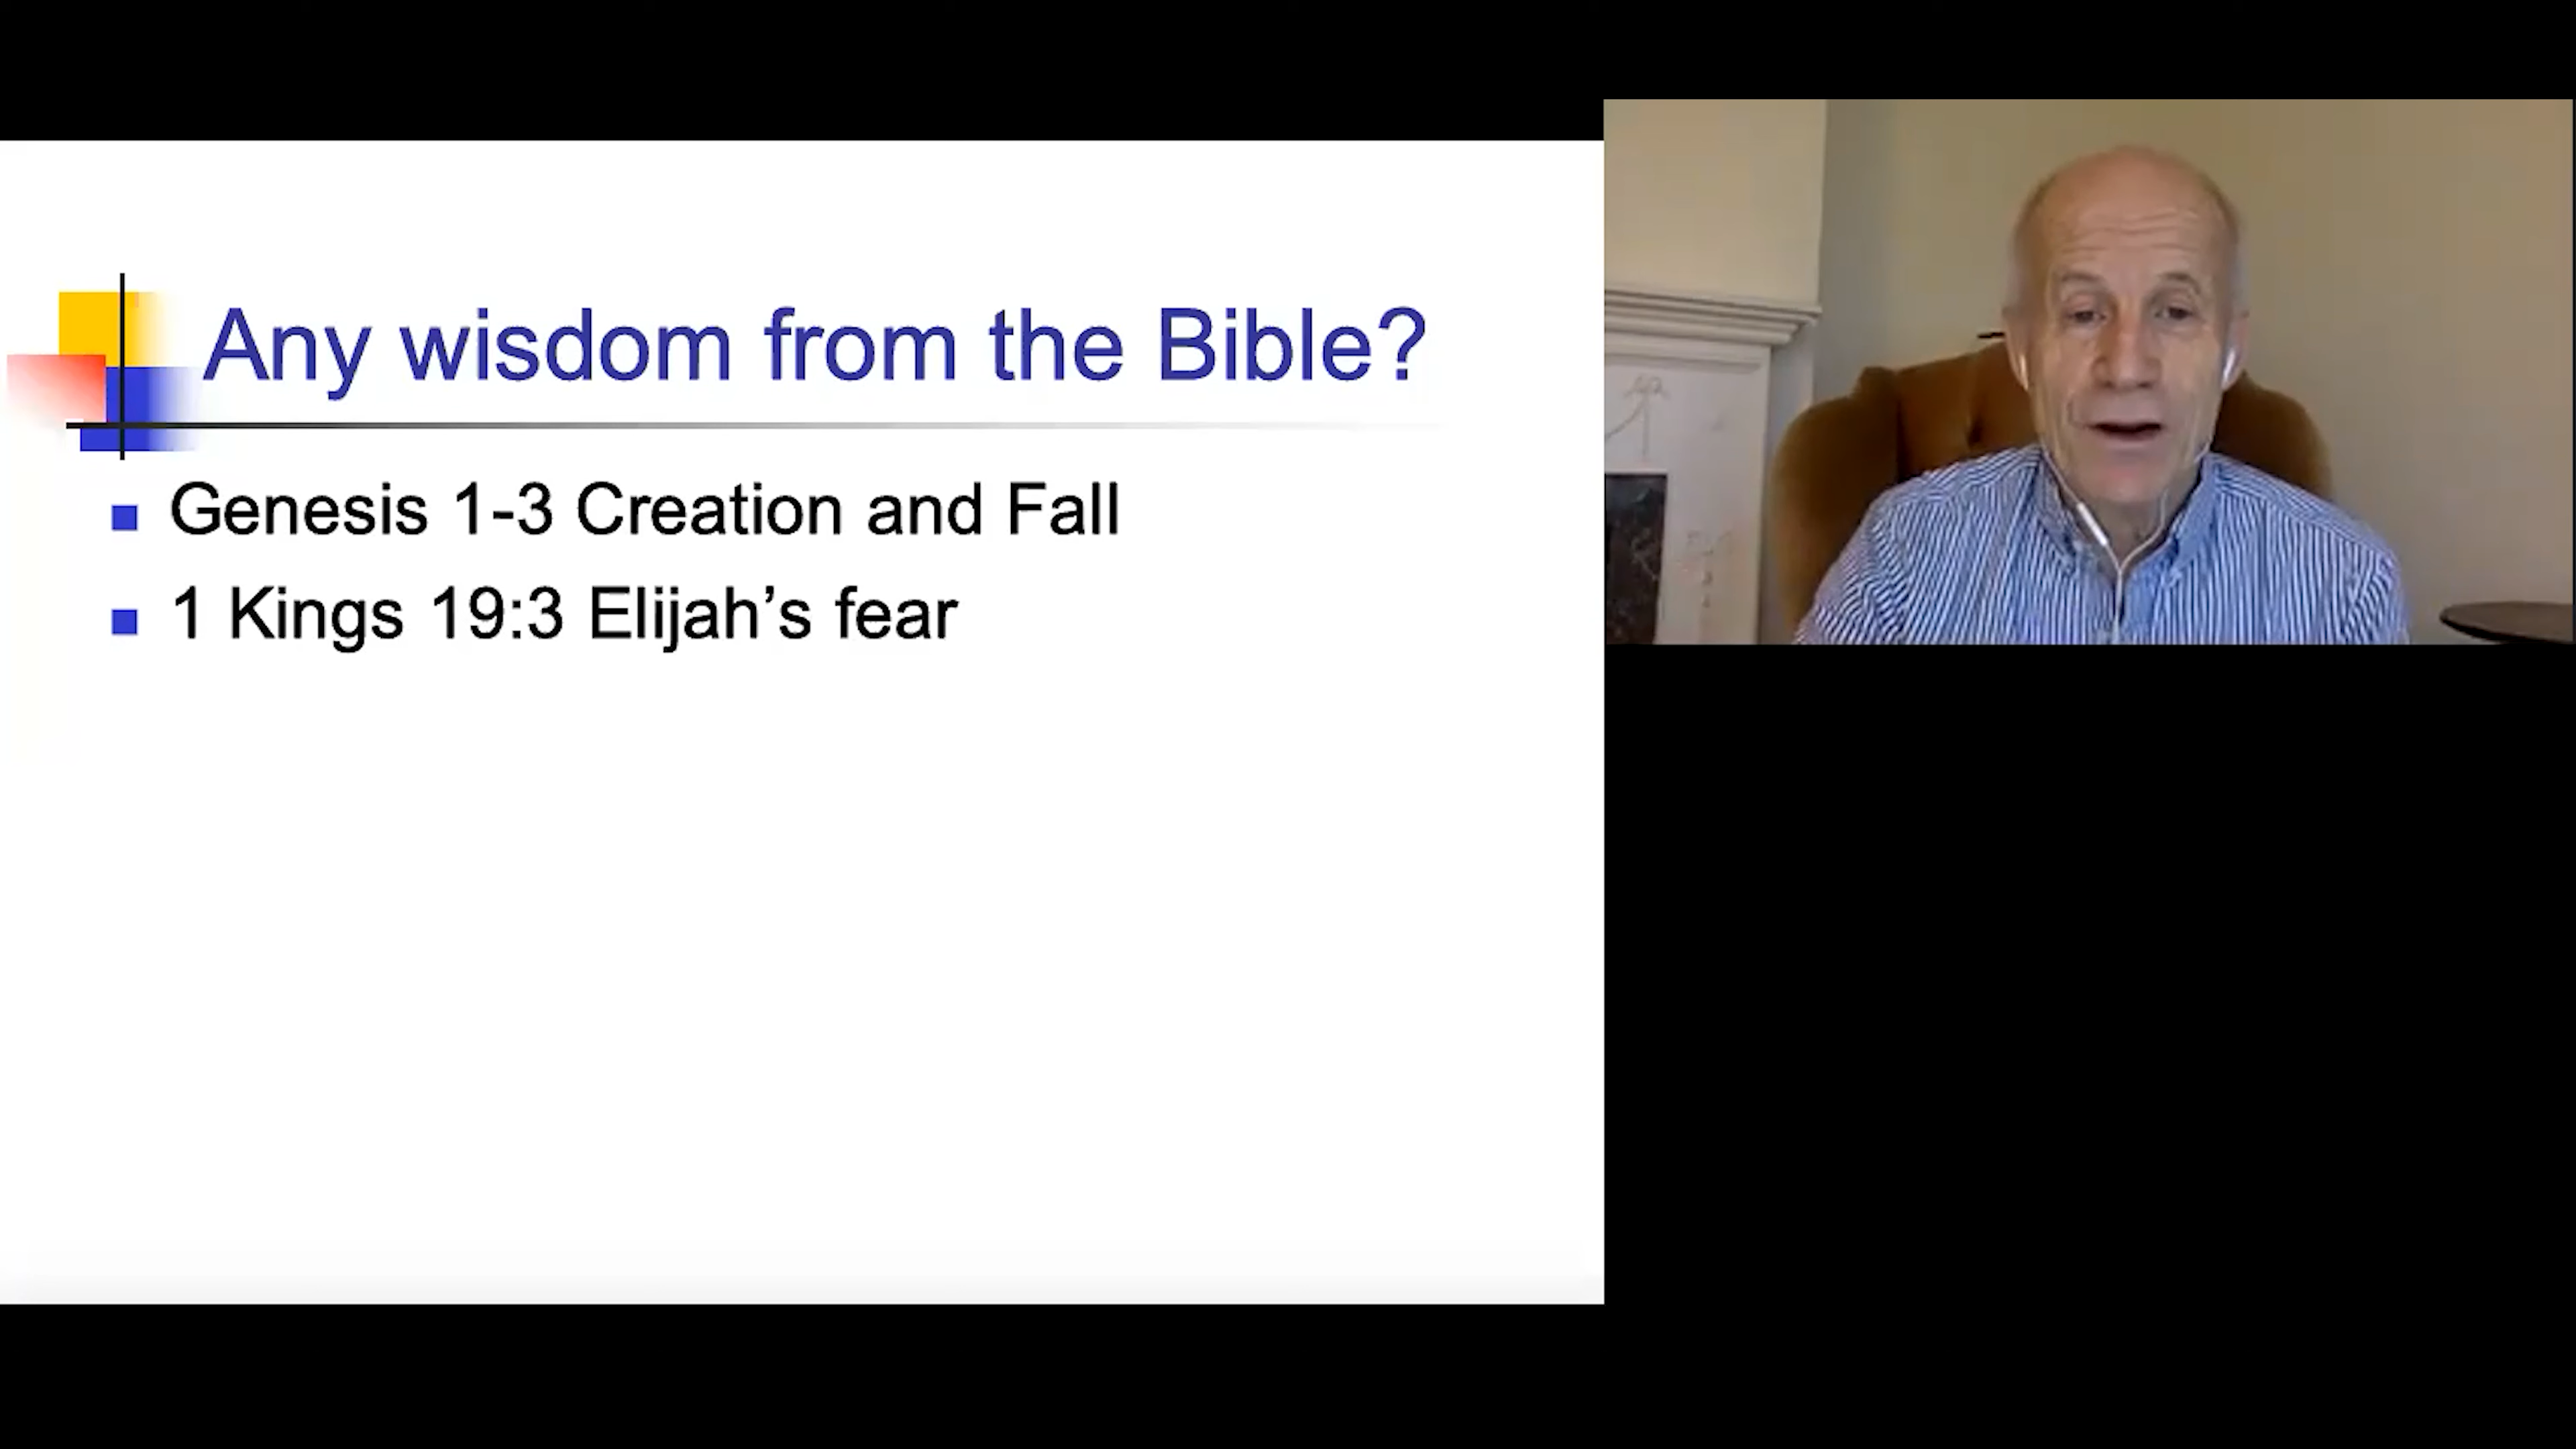 Any wisdom from the Bible?
Genesis 1-3 Creation and Fall
1 Kings 19:3 Elijah’s fear